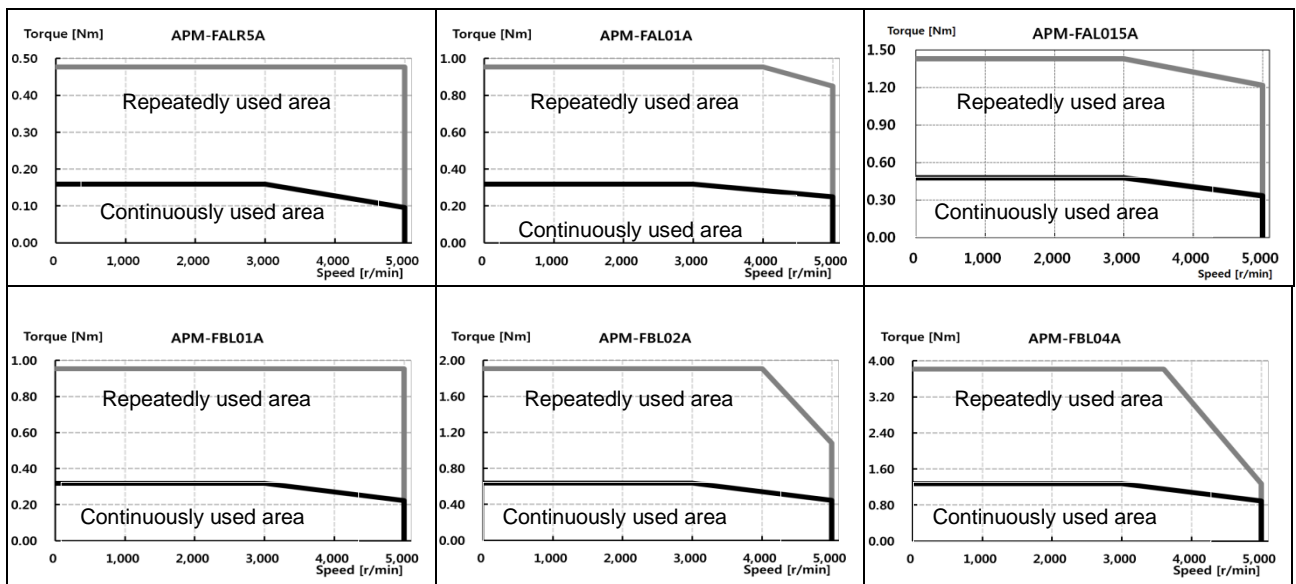 Torque [Nm] APM-FALR5A
0.50
0.40
Repeatedly used area
0.30
0.20
Continuously used area
0.10
0.00
0 1,000 2,000 3,000 4,000 5,000
Speed [r/min]
Torque [Nm] APM-FAL01A
1.00
0.80
Repeatedly used area
0.60
0.40
0.20
Continuously used area
0.00
0 1,000 2,000 3,000 4,000 5,000
Speed [r/min]
Torque [Nm] APM-FAL015A
1.50
1.20
Repeatedly used area
0.90
0.60
0.30
Continuously used area
0.00
0 1,000 2,000 3,000 4,000 5,000
Speed [r/min]
Torque [Nm] APM-FBL01A
1.00
0.80
Repeatedly used area
0.60
0.40
0.20
Continuously used area
0.00
0 1,000 2,000 3,000 4,000 5,000
Speed [r/min]
Torque [Nm] APM-FBL02A
2.00
1.60
Repeatedly used area
1.20
0.80
0.40
Continuously used area
0.00
0 1,000 2,000 3,000 4,000 5,000
Speed [r/min]
Torque [Nm] APM-FBL04A
4.00
3.20
Repeatedly used area
2.40
1.60
0.80
Continuously used area
0.00
0 1,000 2,000 3,000 4,000 5,000
Speed [r/min]